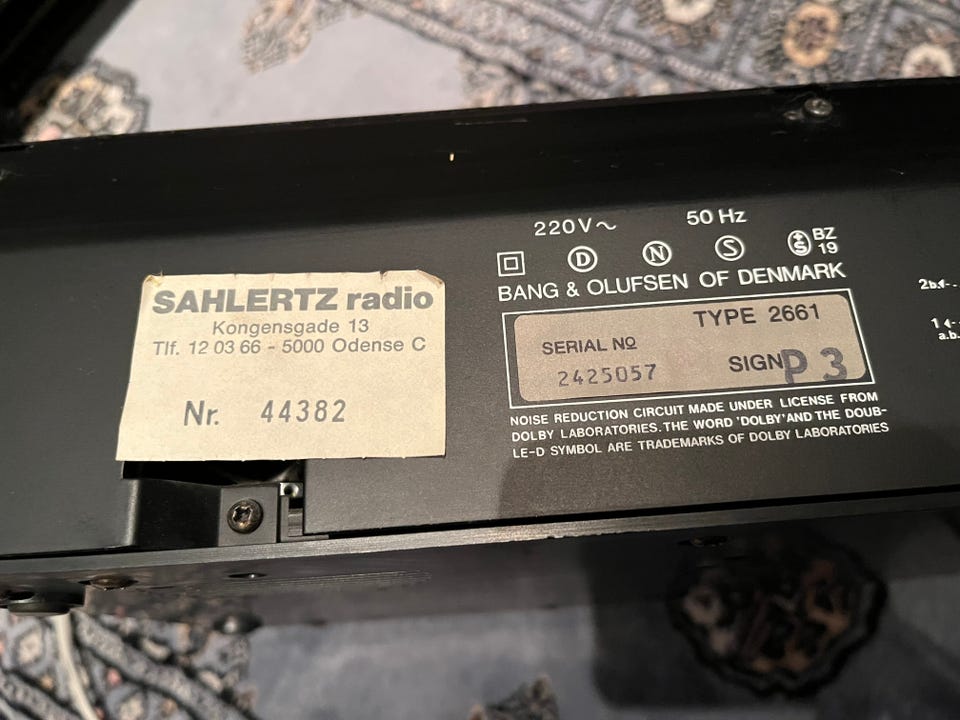 SAHLERTZ radio
Kongensgade 13
Tlf. 12 03 66 - 5000 Odense C
Nr. 44382
220V~ 50 Hz
D N S S BZ 19
BANG & OLUFSEN OF DENMARK
TYPE 2661
SERIAL Nº
2425057
SIGN P 3
NOISE REDUCTION CIRCUIT MADE UNDER LICENSE FROM
DOLBY LABORATORIES. THE WORD 'DOLBY' AND THE DOUB-
LE-D SYMBOL ARE TRADEMARKS OF DOLBY LABORATORIES
1
a.b.